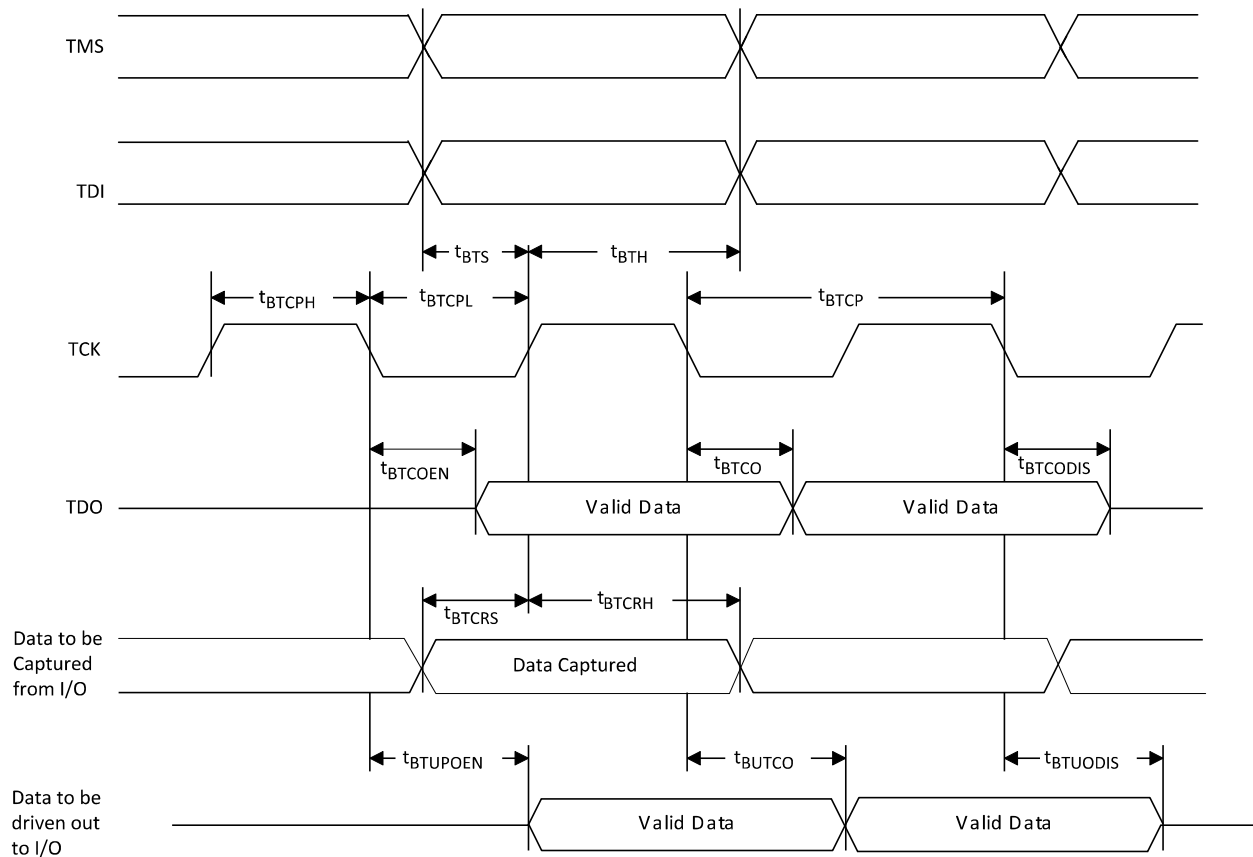 TMS
TDI
tBTS
tBTH
tBTCPH
tBTCPL
tBTCP
TCK
tBTCOEN
tBTCO
tBTCODIS
TDO
Valid Data
Valid Data
tBTCRS
tBTCRH
Data to be
Captured
from I/O
Data Captured
tBTUPOEN
tBUTCO
tBTUODIS
Data to be
driven out
to I/O
Valid Data
Valid Data